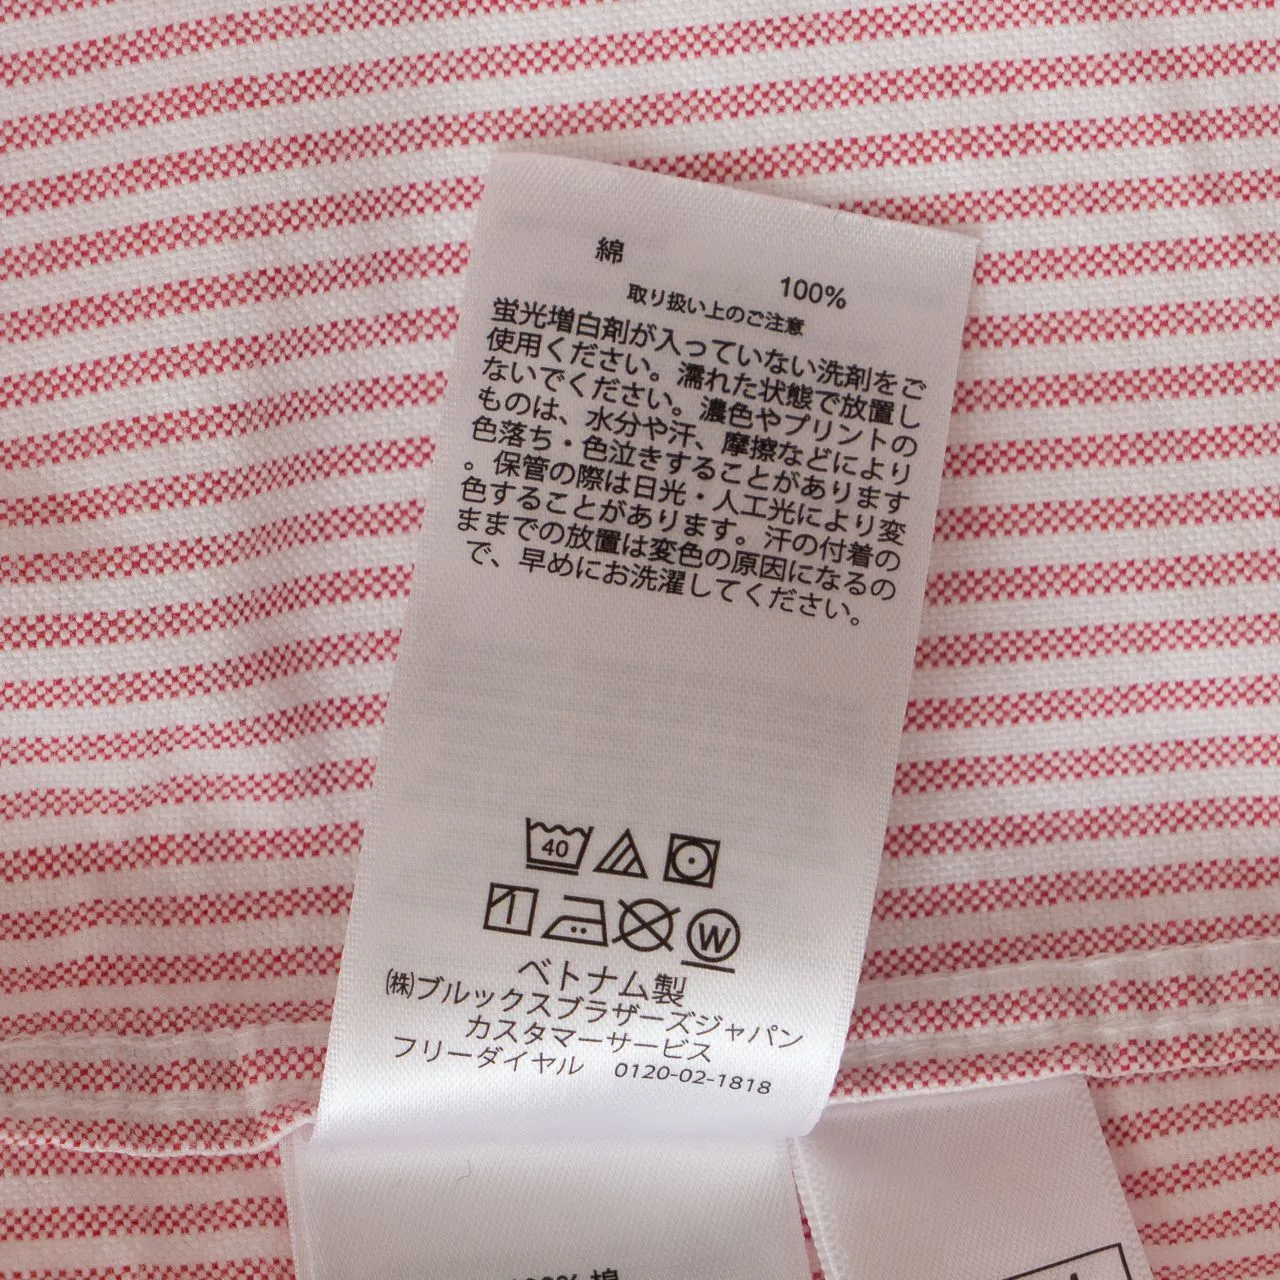 綿 100%
取り扱い上のご注意
蛍光増白剤が入っていない洗剤をご
使用ください。濡れた状態で放置し
ないでください。濃色やプリントの
ものは、水分や汗、摩擦などにより
色落ち・色泣きすることがあります
。保管の際は日光・人工光により変
色することがあります。汗の付着の
ままでの放置は変色の原因になるの
で、早めにお洗濯してください。
40
W
ベトナム製
(株)ブルックスブラザーズジャパン
カスタマーサービス
フリーダイヤル 0120-02-1818